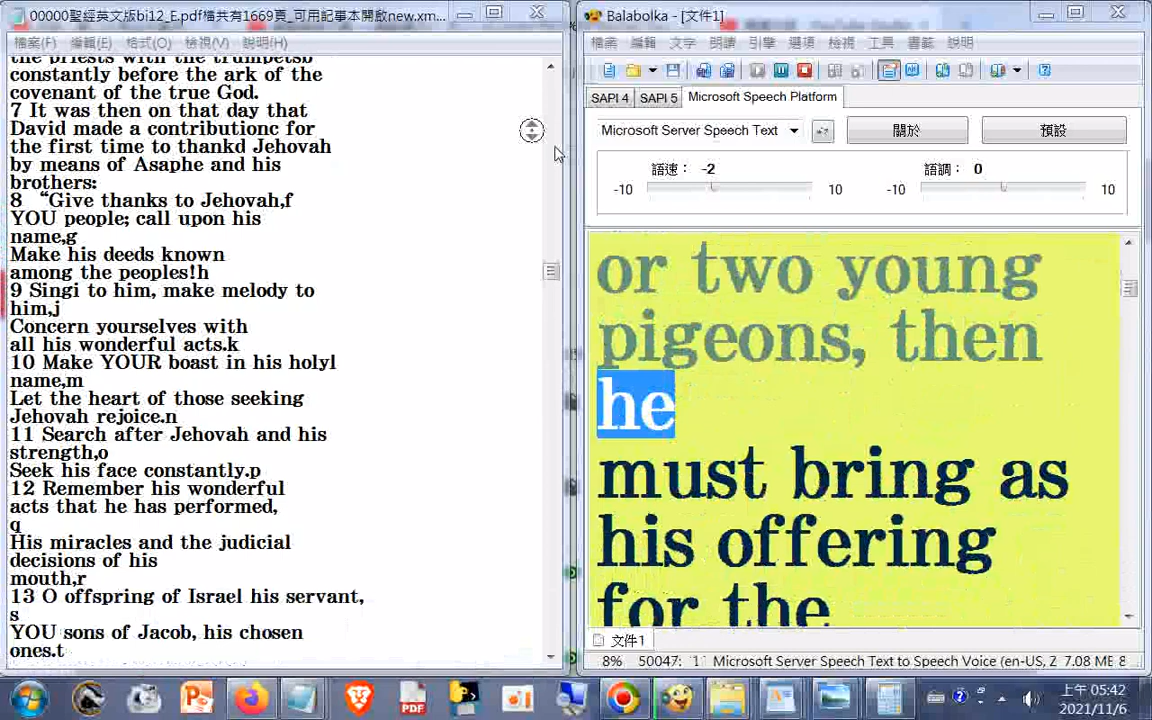 00000聖經英文版bi12_E.pdf檔共有1669頁_可用記事本開啟new.xm...
檔案(F) 編輯(E) 格式(O) 檢視(V) 說明(H)
the priests with the trumpetsb
constantly before the ark of the
covenant of the true God.
7 It was then on that day that
David made a contributionc for
the first time to thankd Jehovah
by means of Asaphe and his
brothers:
8 “Give thanks to Jehovah,f
YOU people; call upon his
name,g
Make his deeds known
among the peoples!h
9 Singi to him, make melody to
him,j
Concern yourselves with
all his wonderful acts.k
10 Make YOUR boast in his holyl
name,m
Let the heart of those seeking
Jehovah rejoice.n
11 Search after Jehovah and his
strength,o
Seek his face constantly.p
12 Remember his wonderful
acts that he has performed,
q
His miracles and the judicial
decisions of his
mouth,r
13 O offspring of Israel his servant,
s
YOU sons of Jacob, his chosen
ones.t
Balabolka - [文件1]
檔案 編輯 文字 朗讀 引擎 選項 檢視 工具 書籤 說明
SAPI 4 SAPI 5 Microsoft Speech Platform
Microsoft Server Speech Text 關於 預設
語速： -2 語調： 0
-10 10 -10 10
or two young
pigeons, then
he
must bring as
his offering
for the
文件1
8% 50047: 1 Microsoft Server Speech Text to Speech Voice (en-US, 2 7.08 MB 8
PDF
上午 05:42
2021/11/6